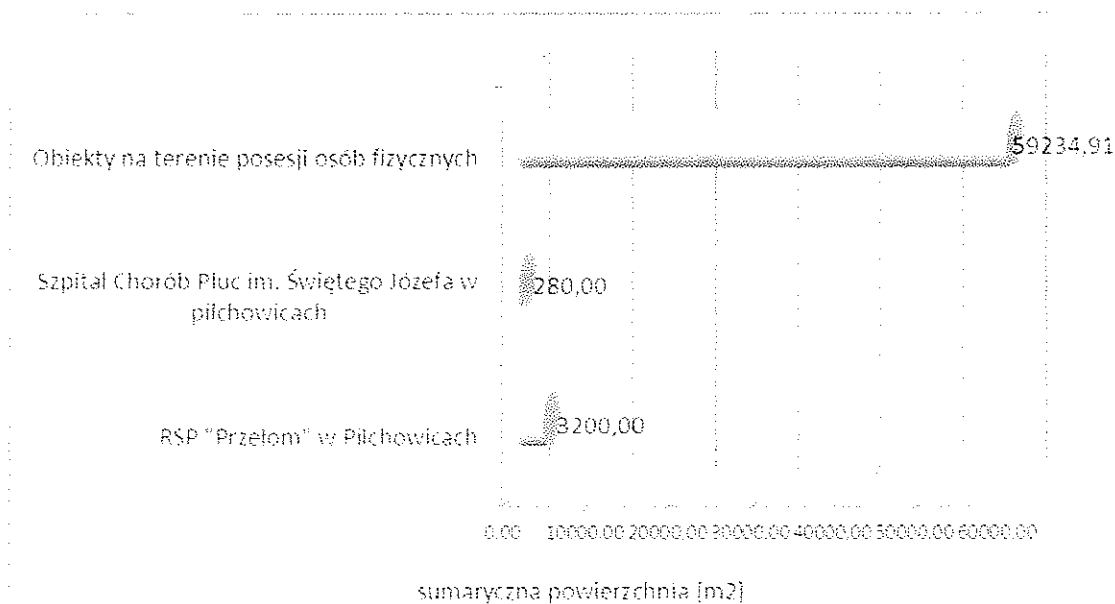 Obiekty na terenie posesji osób fizycznych
59234,91
Szpital Chorób Płuc im. Świętego Józefa w
pilchowicach
280,00
RSP "Przełom" w Pilchowicach
3200,00
0.00 10000.00 20000.00 30000.00 40000,00 50000.00 60000.00
sumaryczna powierzchnia [m2]